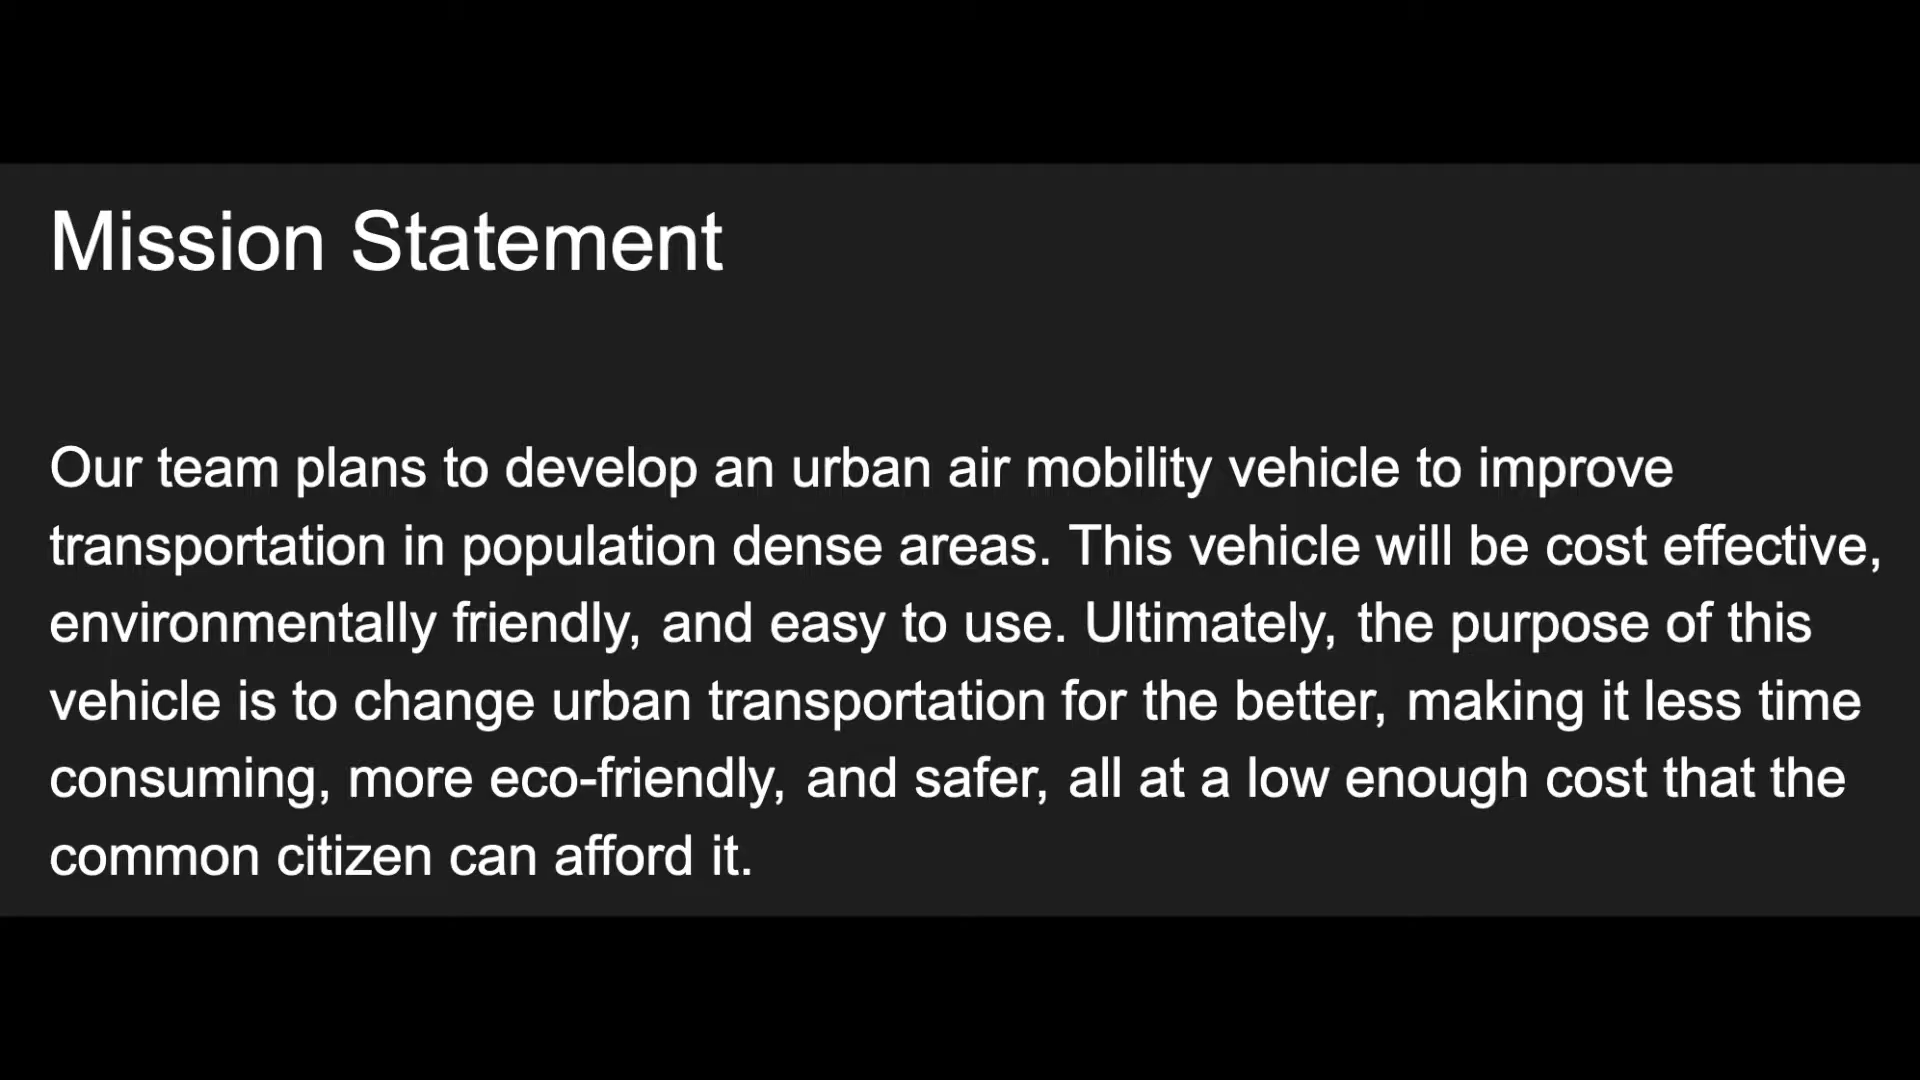 Mission Statement
Our team plans to develop an urban air mobility vehicle to improve
transportation in population dense areas. This vehicle will be cost effective,
environmentally friendly, and easy to use. Ultimately, the purpose of this
vehicle is to change urban transportation for the better, making it less time
consuming, more eco-friendly, and safer, all at a low enough cost that the
common citizen can afford it.